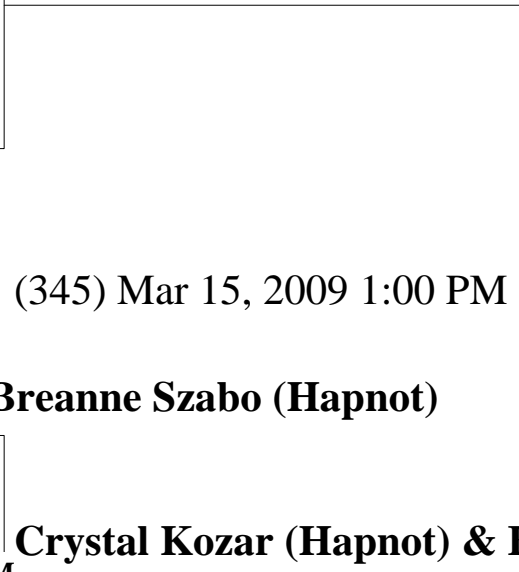 (345) Mar 15, 2009 1:00 PM
Breanne Szabo (Hapnot)
Crystal Kozar (Hapnot) &